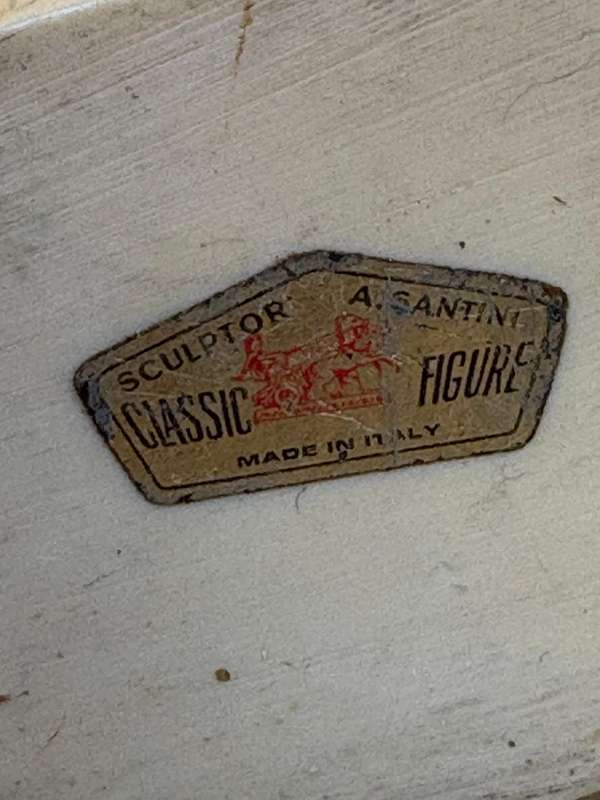 SCULPTOR A. SANTINI
CLASSIC FIGURE
MADE IN ITALY